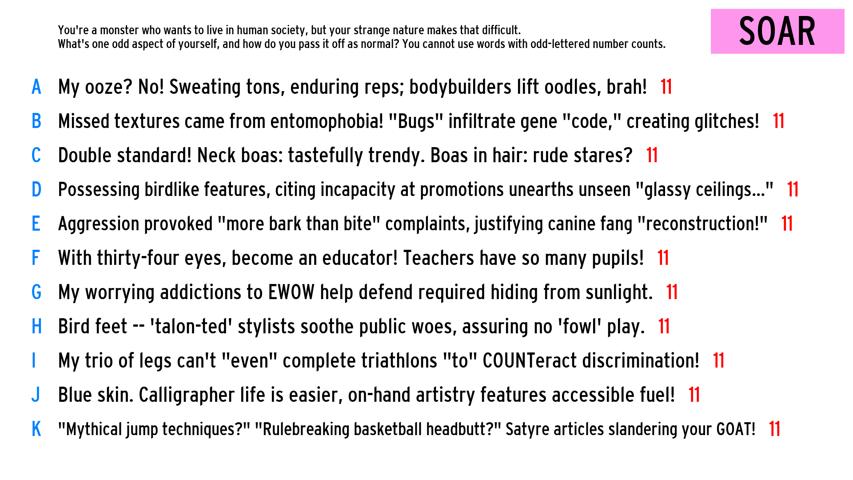 You're a monster who wants to live in human society, but your strange nature makes that difficult.
What's one odd aspect of yourself, and how do you pass it off as normal? You cannot use words with odd-lettered number counts.
SOAR
A My ooze? No! Sweating tons, enduring reps; bodybuilders lift oodles, brah! 11
B Missed textures came from entomophobia! "Bugs" infiltrate gene "code," creating glitches! 11
C Double standard! Neck boas: tastefully trendy. Boas in hair: rude stares? 11
D Possessing birdlike features, citing incapacity at promotions unearths unseen "glassy ceilings..." 11
E Aggression provoked "more bark than bite" complaints, justifying canine fang "reconstruction!" 11
F With thirty-four eyes, become an educator! Teachers have so many pupils! 11
G My worrying addictions to EWOW help defend required hiding from sunlight. 11
H Bird feet -- 'talon-ted' stylists soothe public woes, assuring no 'fowl' play. 11
I My trio of legs can't "even" complete triathlons "to" COUNTeract discrimination! 11
J Blue skin. Calligrapher life is easier, on-hand artistry features accessible fuel! 11
K "Mythical jump techniques?" "Rulebreaking basketball headbutt?" Satyre articles slandering your GOAT! 11